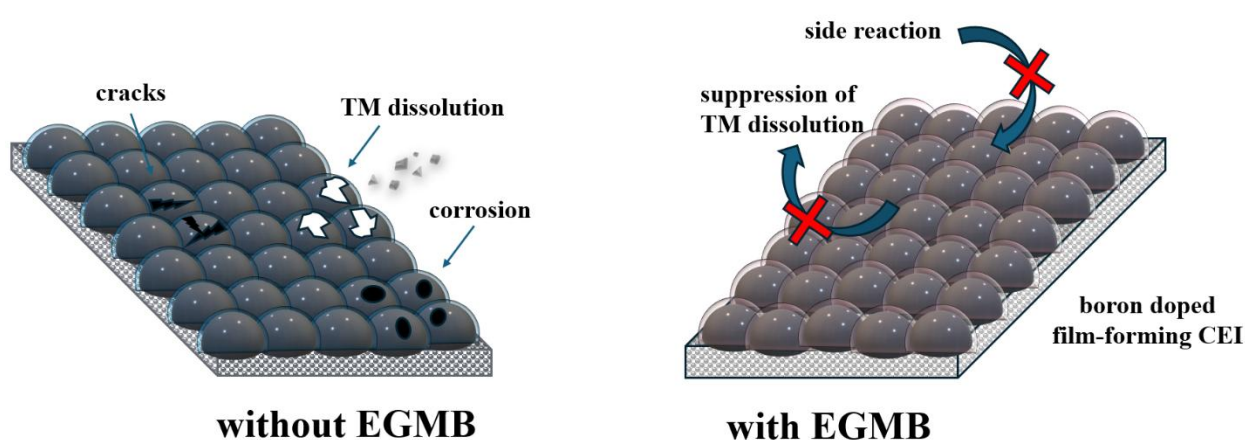 cracks
TM dissolution
corrosion
without EGMB
side reaction
suppression of
TM dissolution
boron doped
film-forming CEI
with EGMB